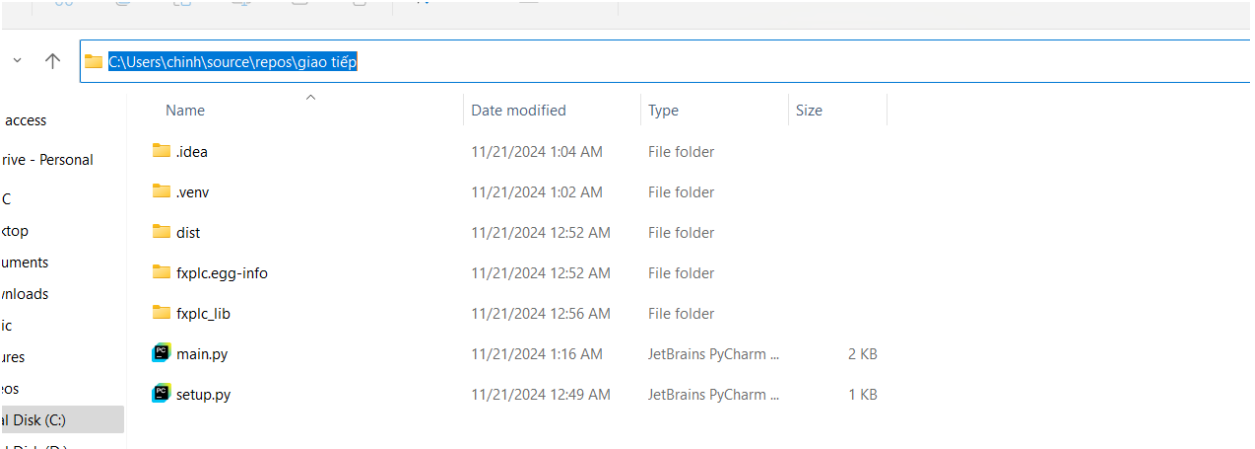 C:\Users\chinh\source\repos\giao tiếp
Name Date modified Type Size
access
rive - Personal
C
ktop
uments
wnloads
ic
ures
eos
al Disk (C:)
.idea 11/21/2024 1:04 AM File folder
.venv 11/21/2024 1:02 AM File folder
dist 11/21/2024 12:52 AM File folder
fxplc.egg-info 11/21/2024 12:52 AM File folder
fxplc_lib 11/21/2024 12:56 AM File folder
main.py 11/21/2024 1:16 AM JetBrains PyCharm ... 2 KB
setup.py 11/21/2024 12:49 AM JetBrains PyCharm ... 1 KB